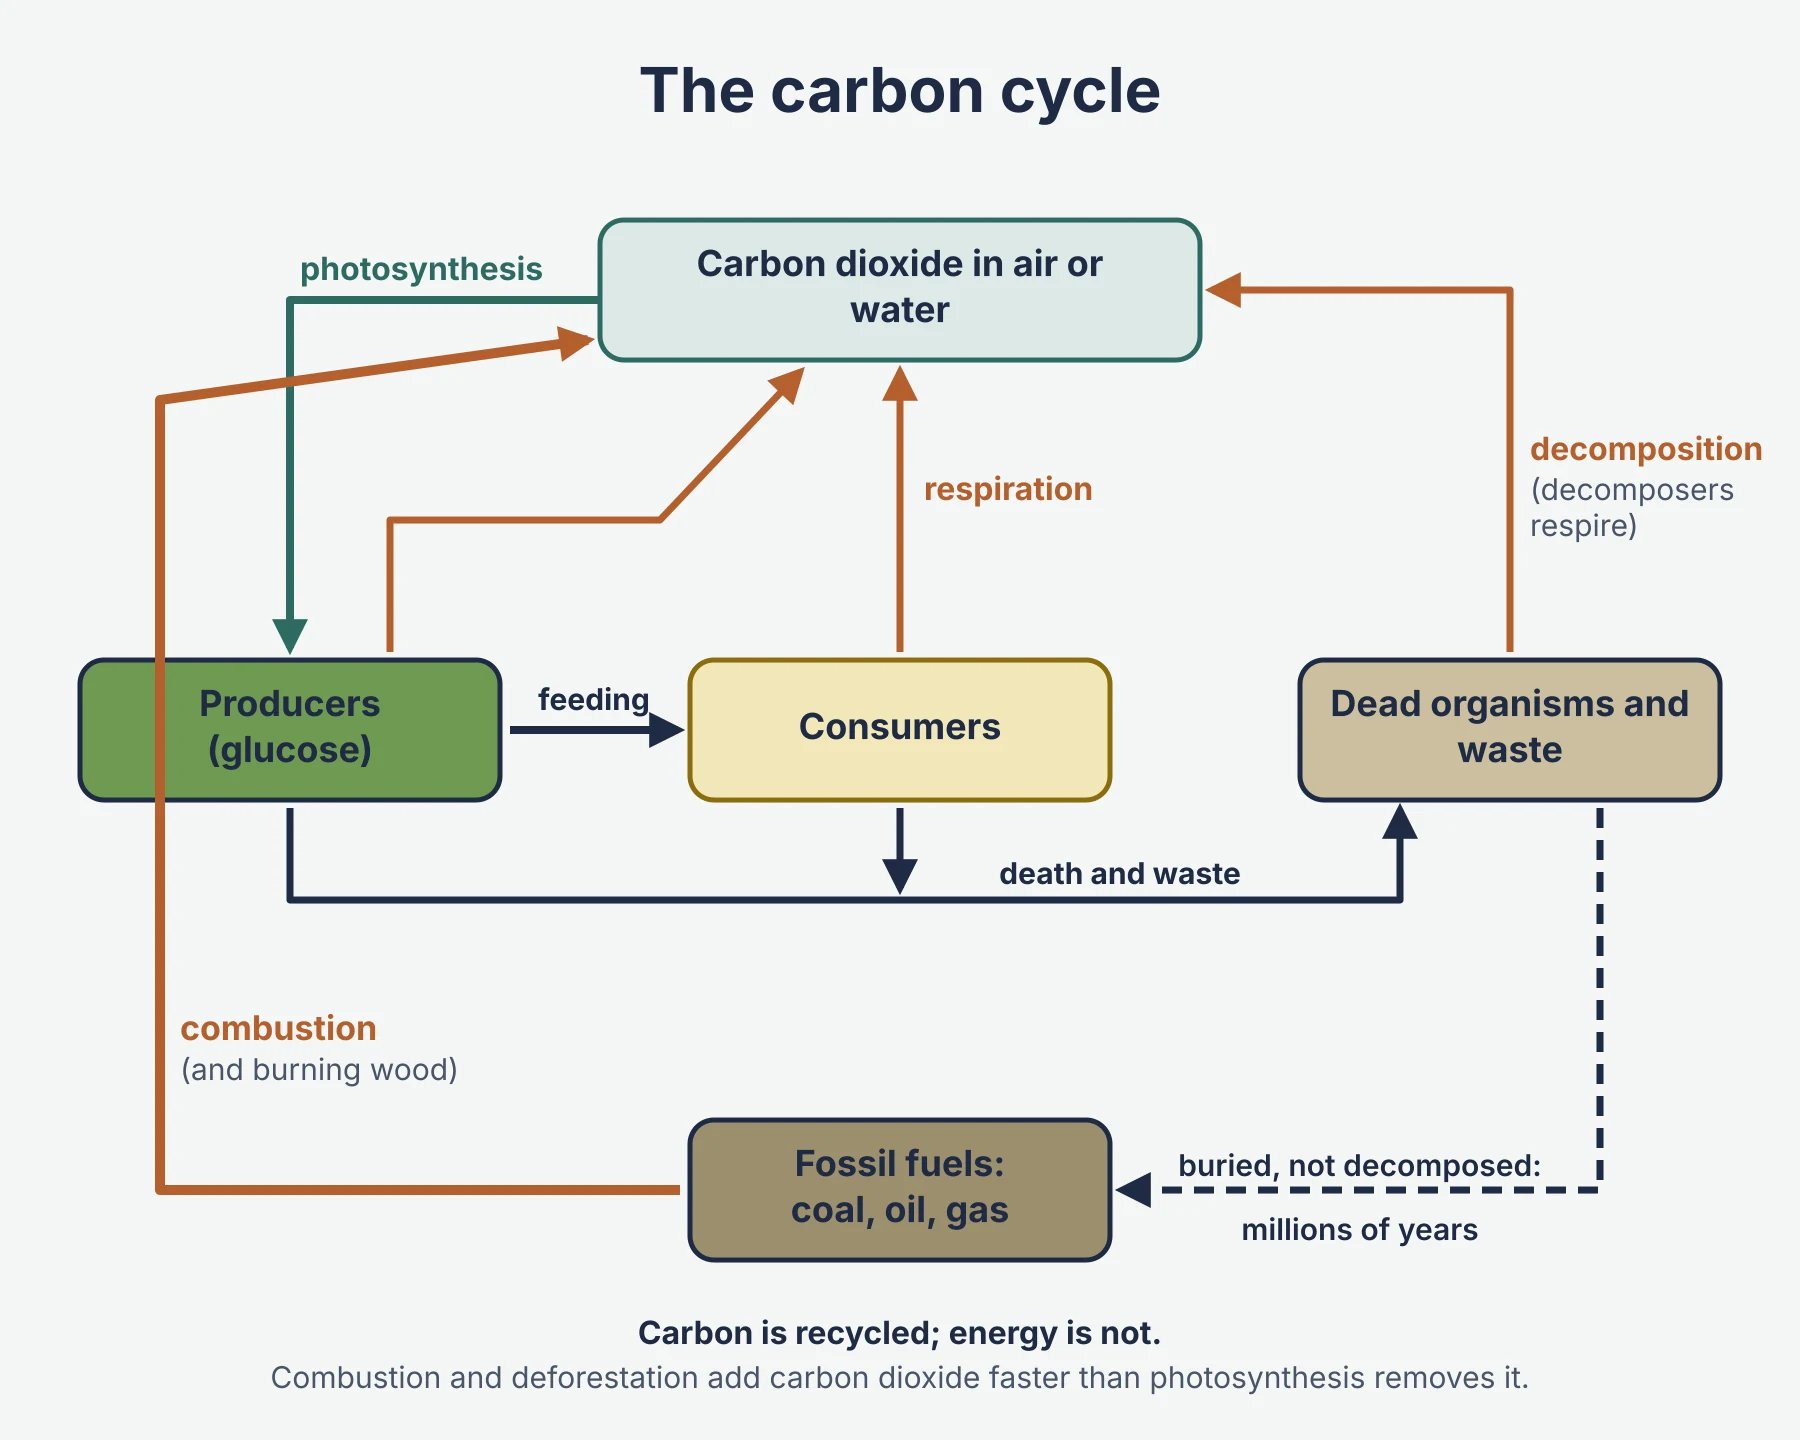 The carbon cycle
photosynthesis
Carbon dioxide in air or
water
respiration
decomposition
(decomposers
respire)
Producers
(glucose)
feeding
Consumers
Dead organisms and
waste
death and waste
combustion
(and burning wood)
Fossil fuels:
coal, oil, gas
buried, not decomposed:
millions of years
Carbon is recycled; energy is not.
Combustion and deforestation add carbon dioxide faster than photosynthesis removes it.